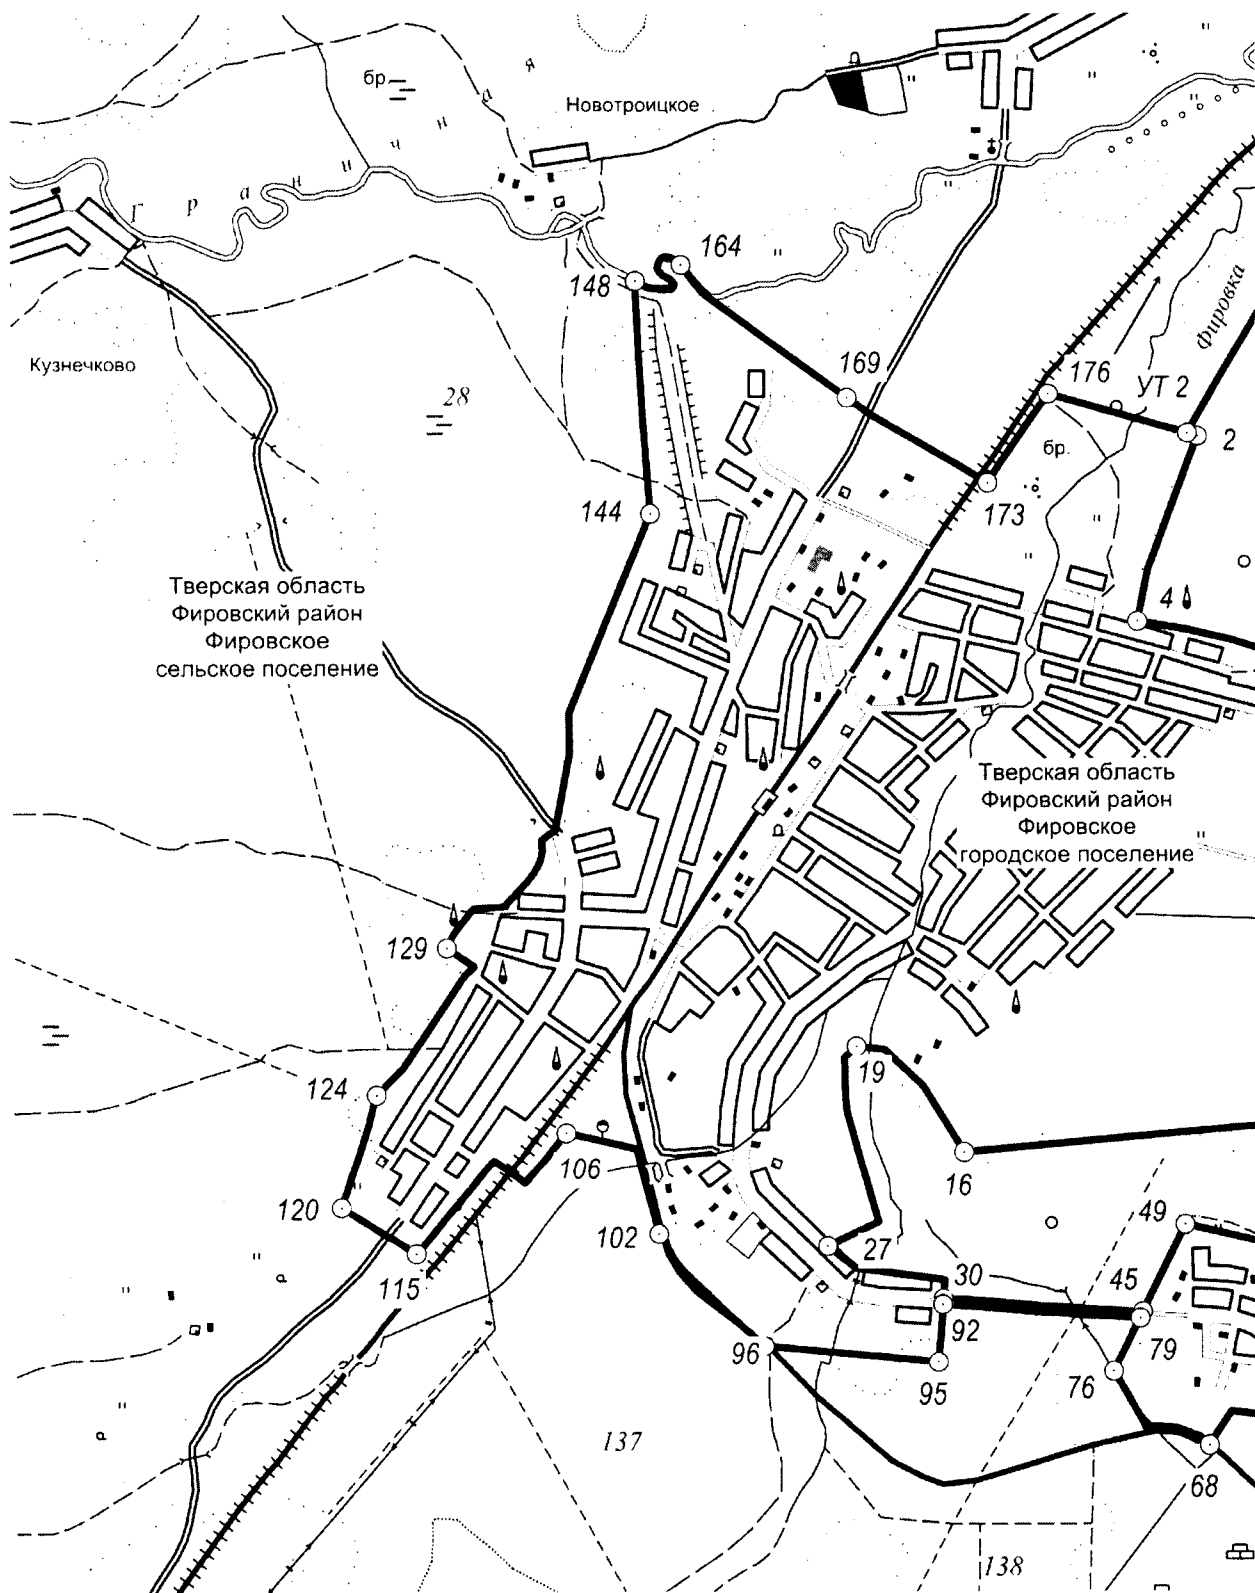 бр.
Новотроицкое
Граничная
164
148
Фировка
Кузнечково
169
176
УТ 2
28
2
бр.
144
173
4
Тверская область
Фировский район
Фировское
сельское поселение
Тверская область
Фировский район
Фировское
городское поселение
129
19
124
106
16
120
102
49
27
115
30
45
92
79
96
95
76
137
68
138